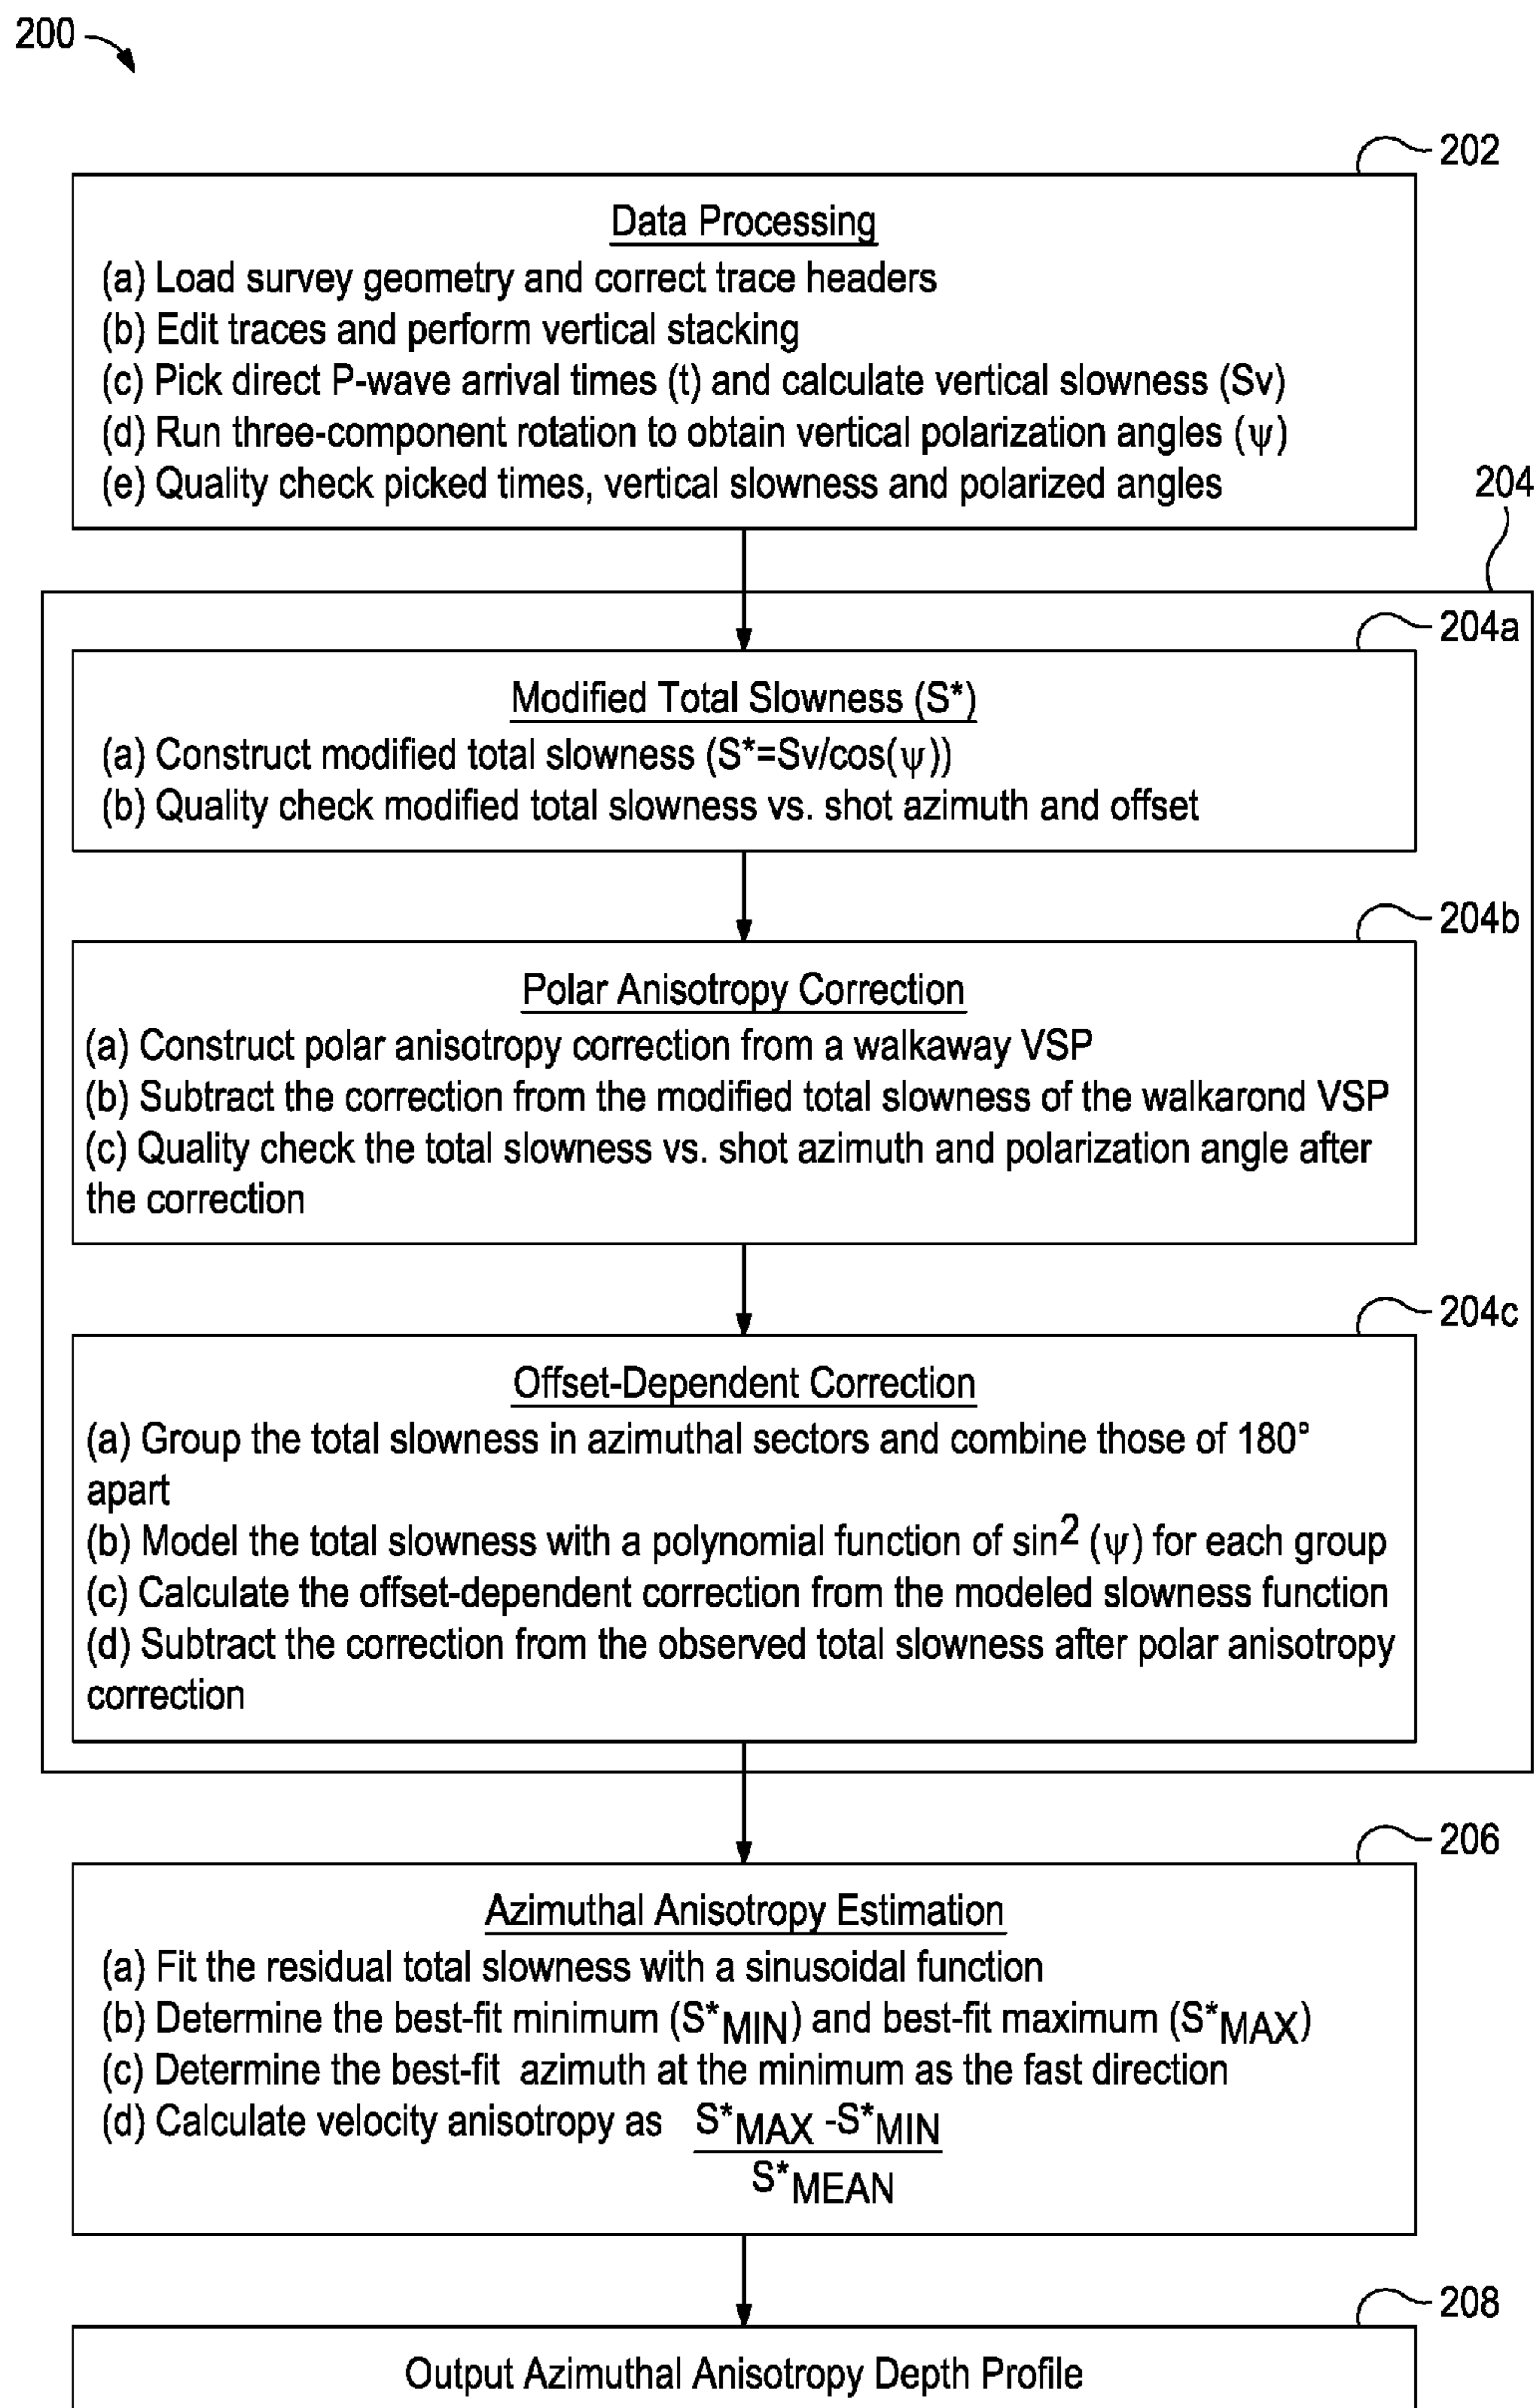 200
202
Data Processing
(a) Load survey geometry and correct trace headers
(b) Edit traces and perform vertical stacking
(c) Pick direct P-wave arrival times (t) and calculate vertical slowness (Sv)
(d) Run three-component rotation to obtain vertical polarization angles (ψ)
(e) Quality check picked times, vertical slowness and polarized angles
204
204a
Modified Total Slowness (S*)
(a) Construct modified total slowness (S*=Sv/cos(ψ))
(b) Quality check modified total slowness vs. shot azimuth and offset
204b
Polar Anisotropy Correction
(a) Construct polar anisotropy correction from a walkaway VSP
(b) Subtract the correction from the modified total slowness of the walkarond VSP
(c) Quality check the total slowness vs. shot azimuth and polarization angle after
the correction
204c
Offset-Dependent Correction
(a) Group the total slowness in azimuthal sectors and combine those of 180°
apart
(b) Model the total slowness with a polynomial function of sin2 (ψ) for each group
(c) Calculate the offset-dependent correction from the modeled slowness function
(d) Subtract the correction from the observed total slowness after polar anisotropy
correction
206
Azimuthal Anisotropy Estimation
(a) Fit the residual total slowness with a sinusoidal function
(b) Determine the best-fit minimum (S*MIN) and best-fit maximum (S*MAX)
(c) Determine the best-fit azimuth at the minimum as the fast direction
(d) Calculate velocity anisotropy as S*MAX -S*MIN
S*MEAN
208
Output Azimuthal Anisotropy Depth Profile